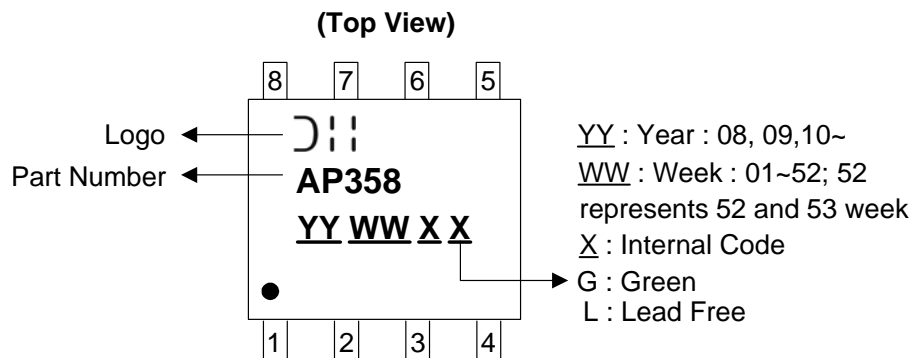 (Top View)
8 7 6 5
Logo
Part Number
AP358
YY WW X X
YY : Year : 08, 09,10~
WW : Week : 01~52; 52
represents 52 and 53 week
X : Internal Code
G : Green
L : Lead Free
1 2 3 4